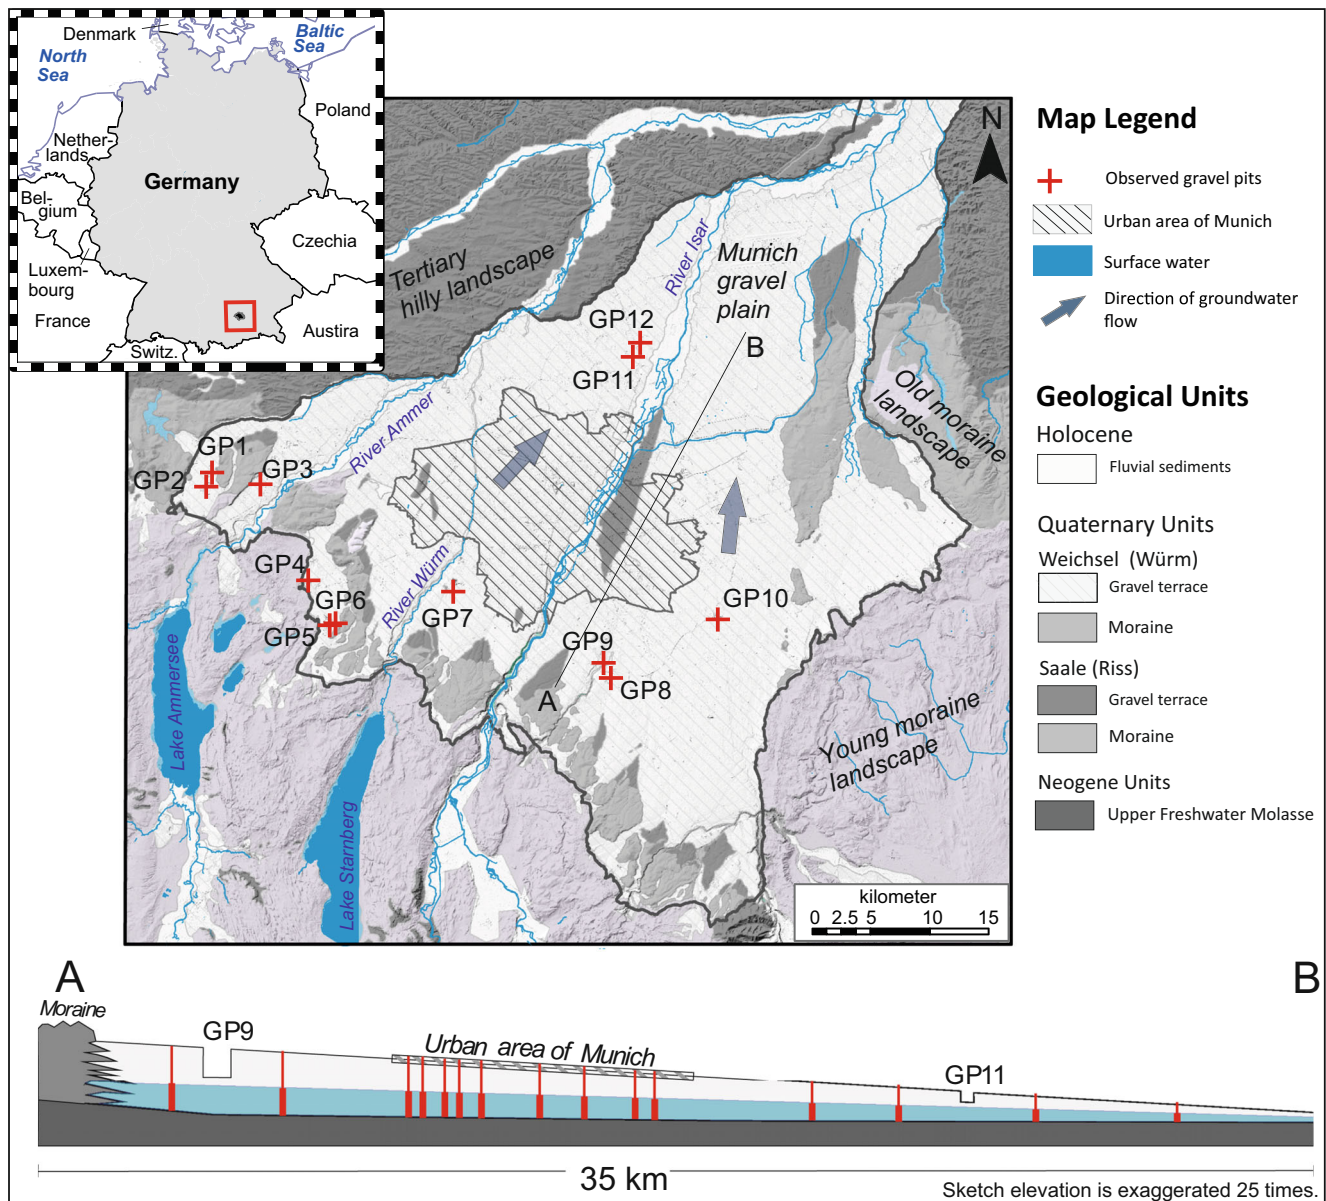 Denmark
Baltic
Sea
North
Sea
Poland
Nether-
lands
Germany
Bel-
gium
Czechia
Luxem-
bourg
France
Austira
Switz.
N
Tertiary
hilly landscape
River Isar
Munich
gravel
plain
GP12
GP11
B
River Ammer
Old moraine
landscape
GP1
GP2
GP3
GP4
GP6
GP5
River Würm
GP7
GP10
GP9
GP8
A
Lake Ammersee
Lake Starnberg
Young moraine
landscape
kilometer
0 2.5 5 10 15
Map Legend
Observed gravel pits
Urban area of Munich
Surface water
Direction of groundwater
flow
Geological Units
Holocene
Fluvial sediments
Quaternary Units
Weichsel (Würm)
Gravel terrace
Moraine
Saale (Riss)
Gravel terrace
Moraine
Neogene Units
Upper Freshwater Molasse
A
B
Moraine
GP9
Urban area of Munich
GP11
35 km
Sketch elevation is exaggerated 25 times.